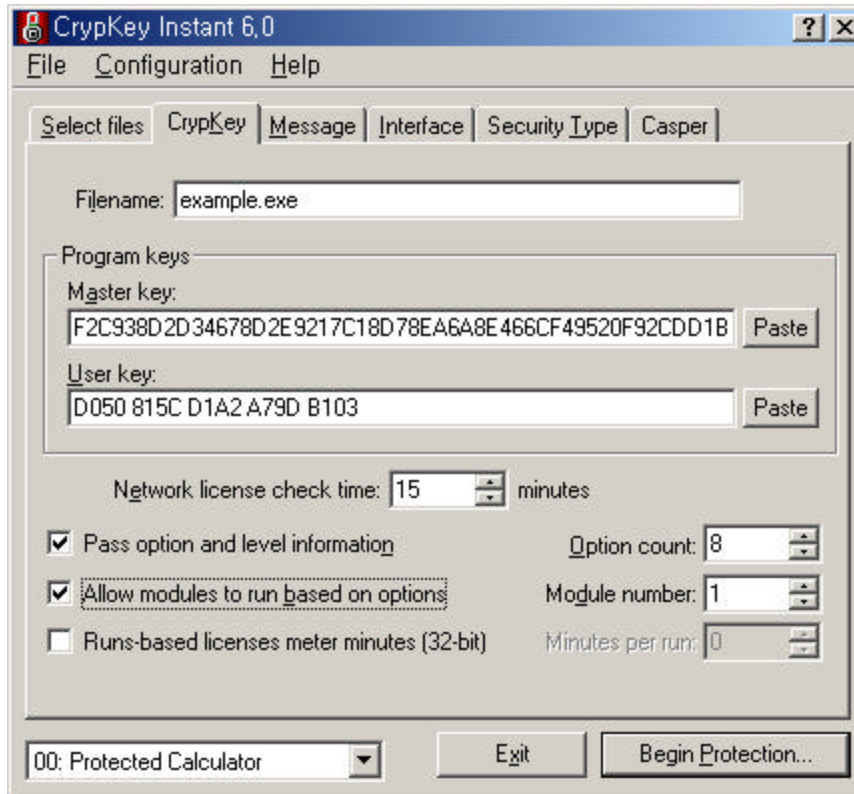 CrypKey Instant 6,0
File Configuration Help
Select files CrypKey Message Interface Security Type Casper
Filename: example.exe
Program keys
Master key:
F2C938D2D34678D2E9217C18D78EA6A8E466CF49520F92CDD1B Paste
User key:
D050 815C D1A2 A79D B103 Paste
Network license check time: 15 minutes
Pass option and level information Option count: 8
Allow modules to run based on options Module number: 1
Runs-based licenses meter minutes (32-bit) Minutes per run: 0
00: Protected Calculator Exit Begin Protection...